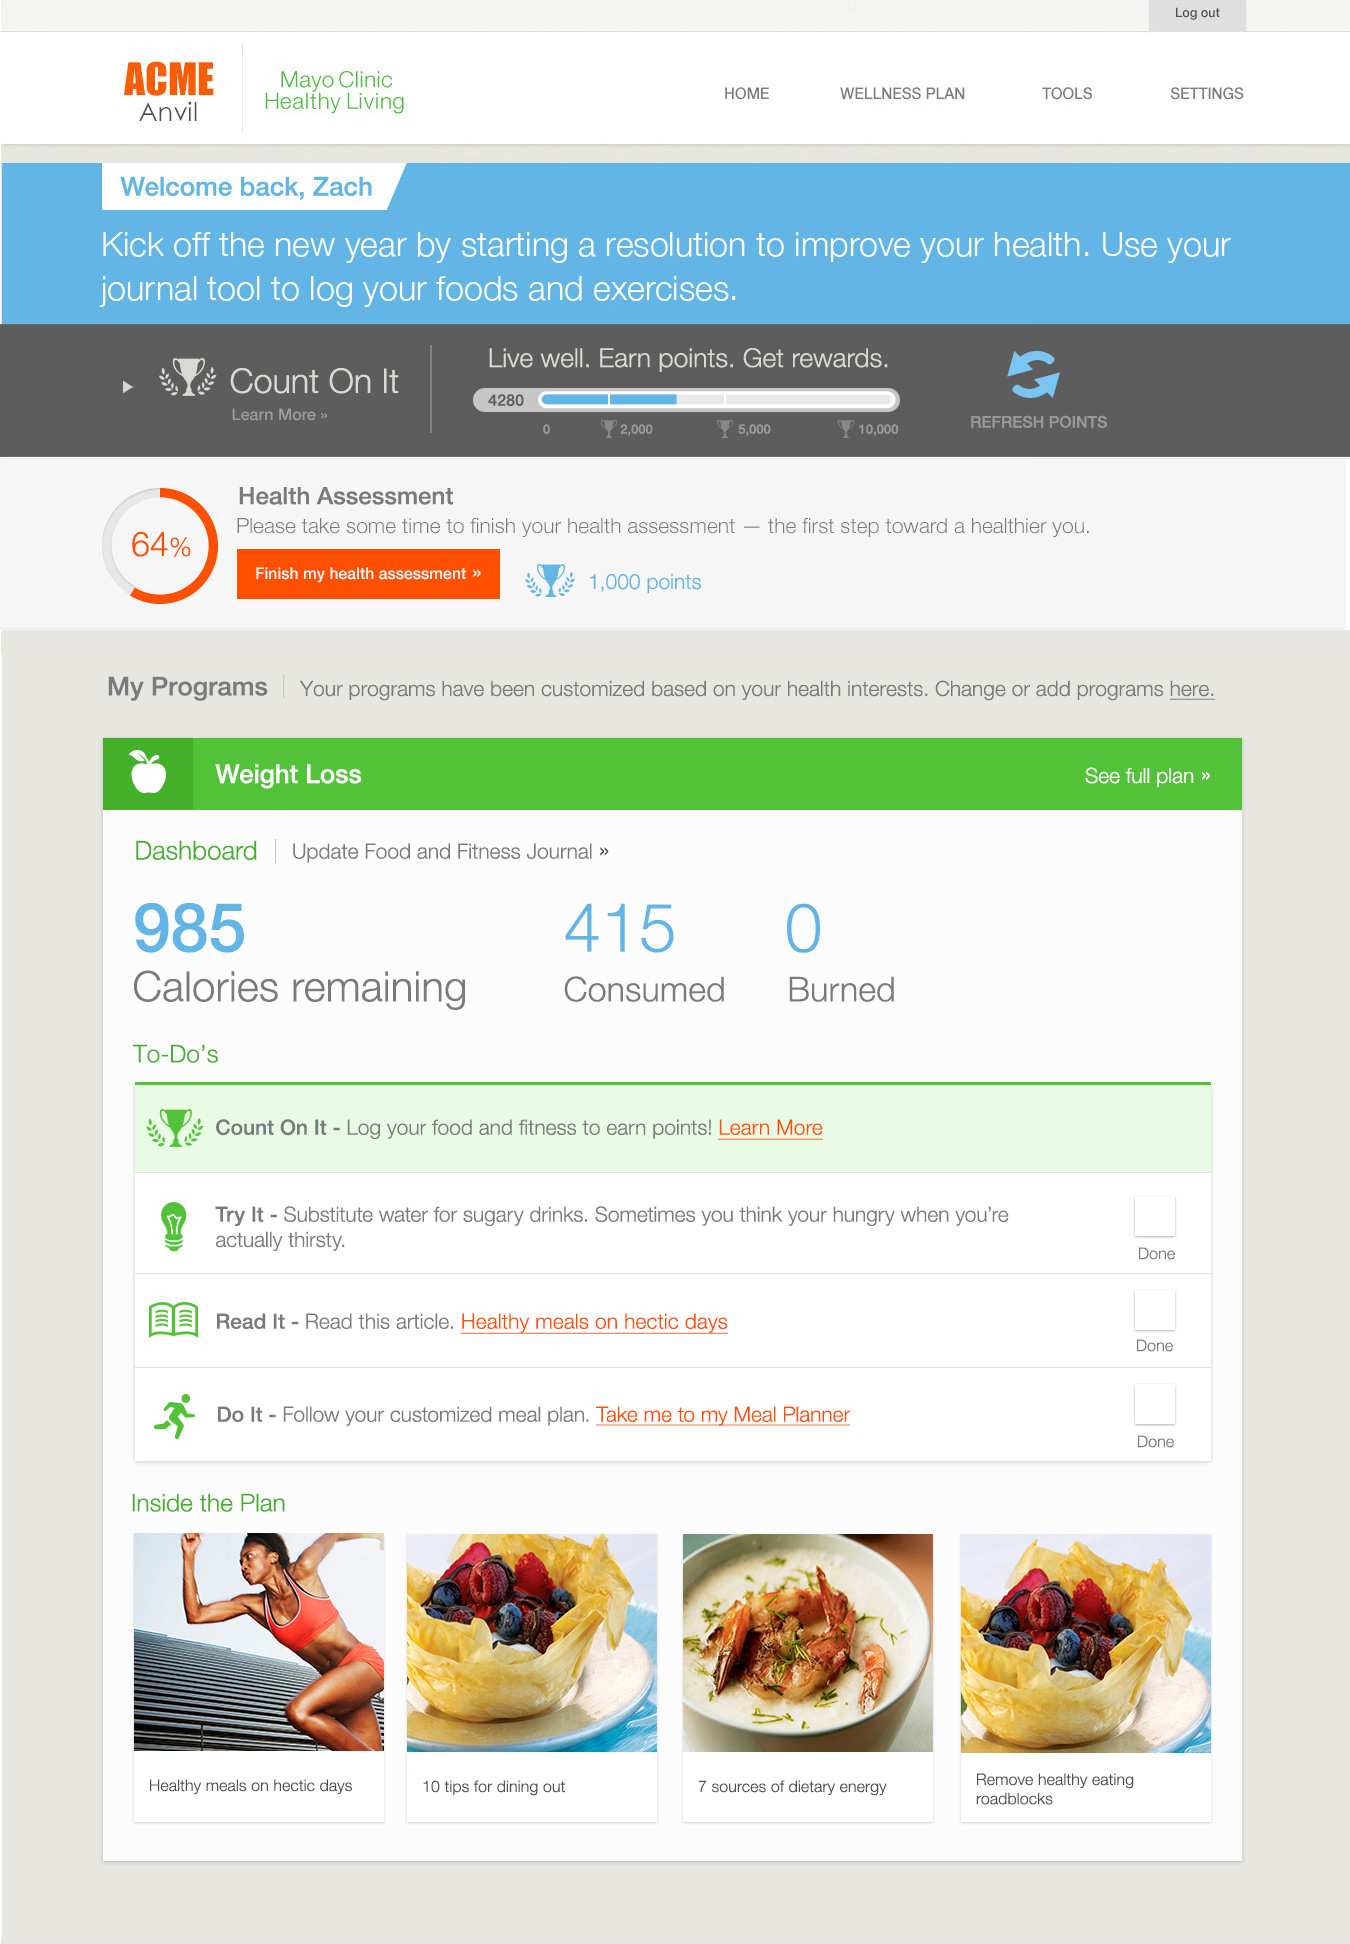 Log out
ACME
Anvil
Mayo Clinic
Healthy Living
HOME
WELLNESS PLAN
TOOLS
SETTINGS
Welcome back, Zach
Kick off the new year by starting a resolution to improve your health. Use your
journal tool to log your foods and exercises.
Count On It
Learn More »
Live well. Earn points. Get rewards.
4280
0
2,000
5,000
10,000
REFRESH POINTS
64%
Health Assessment
Please take some time to finish your health assessment — the first step toward a healthier you.
Finish my health assessment »
1,000 points
My Programs
Your programs have been customized based on your health interests. Change or add programs here.
Weight Loss
See full plan »
Dashboard
Update Food and Fitness Journal »
985
Calories remaining
415
Consumed
0
Burned
To-Do’s
Count On It - Log your food and fitness to earn points! Learn More
Try It - Substitute water for sugary drinks. Sometimes you think your hungry when you’re
actually thirsty.
Done
Read It - Read this article. Healthy meals on hectic days
Done
Do It - Follow your customized meal plan. Take me to my Meal Planner
Done
Inside the Plan
Healthy meals on hectic days
10 tips for dining out
7 sources of dietary energy
Remove healthy eating
roadblocks